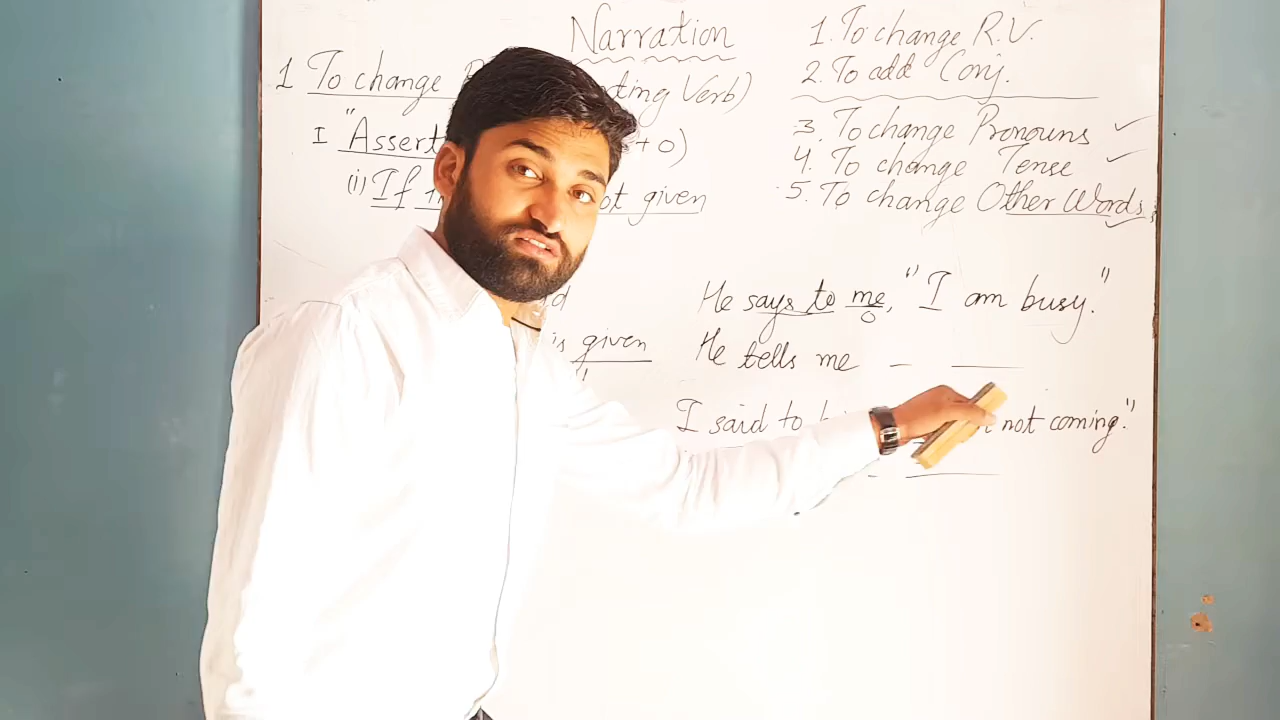 Narration
1 To change rting Verb)
I "Assert + o)
(i) If not given
is given
1. To change R.V.
2. To add Conj.
3. To change Pronouns ✓
4. To change Tense ✓
5. To change Other Words ✓
He says to me, "I am busy."
O
He tells me — ——
I said to not coming."